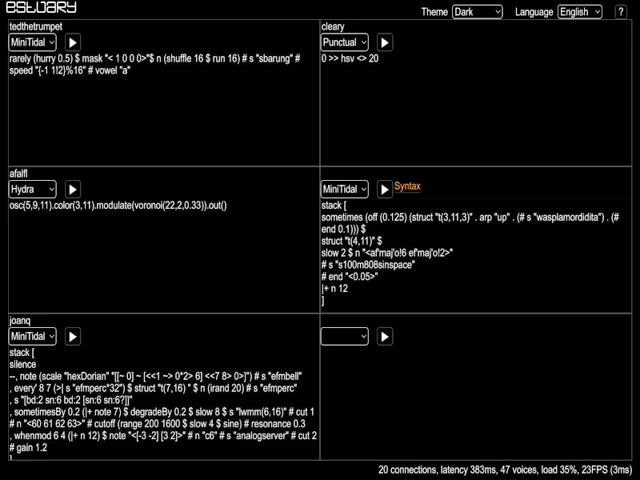 estuary
Theme Dark Language English ?
tedthetrumpet
MiniTidal
rarely (hurry 0.5) $ mask "< 1 0 0 0>"$ n (shuffle 16 $ run 16) # s "sbarung" #
speed "{-1 1!2}%16" # vowel "a"
cleary
Punctual
0 >> hsv <> 20
afalfl
Hydra
osc(5,9,11).color(3,11).modulate(voronoi(22,2,0.33)).out()
MiniTidal Syntax
stack [
sometimes (off (0.125) (struct "t(3,11,3)" . arp "up" . (# s "wasplamordidita") . (#
end 0.1))) $
struct "t(4,11)" $
slow 2 $ n "<af'maj'o!6 ef'maj'o!2>"
# s "s100m808sinspace"
# end "<0.05>"
|+ n 12
]
joanq
MiniTidal
stack [
silence
--, note (scale "hexDorian" "[[~ 0] ~ [<<1 ~> 0*2> 6] <<7 8> 0>]") # s "efmbell"
, every' 8 7 (>| s "efmperc*32") $ struct "t(7,16) " $ n (irand 20) # s "efmperc"
, s "[bd:2 sn:6 bd:2 [sn:6 sn:6?]]"
, sometimesBy 0.2 (|+ note 7) $ degradeBy 0.2 $ slow 8 $ s "lwmm(6,16)" # cut 1
# n "<60 61 62 63>" # cutoff (range 200 1600 $ slow 4 $ sine) # resonance 0.3
, whenmod 6 4 (|+ n 12) $ note "<[-3 -2] [3 2]>" # n "c6" # s "analogserver" # cut 2
# gain 1.2
20 connections, latency 383ms, 47 voices, load 35%, 23FPS (3ms)